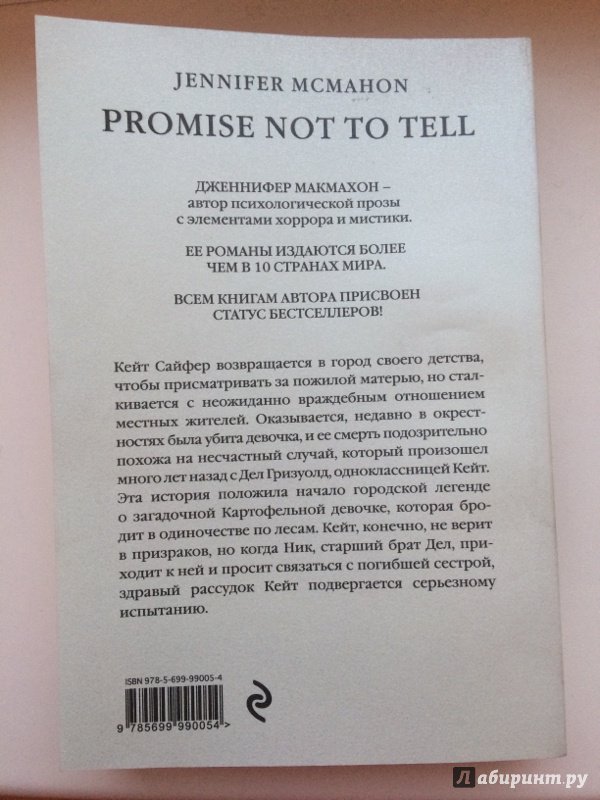 JENNIFER MCMAHON
PROMISE NOT TO TELL
ДЖЕННИФЕР МАКМАХОН –
автор психологической прозы
с элементами хоррора и мистики.
ЕЕ РОМАНЫ ИЗДАЮТСЯ БОЛЕЕ
ЧЕМ В 10 СТРАНАХ МИРА.
ВСЕМ КНИГАМ АВТОРА ПРИСВОЕН
СТАТУС БЕСТСЕЛЛЕРОВ!
Кейт Сайфер возвращается в город своего детства,
чтобы присматривать за пожилой матерью, но стал-
кивается с неожиданно враждебным отношением
местных жителей. Оказывается, недавно в окрест-
ностях была убита девочка, и ее смерть подозрительно
похожа на несчастный случай, который произошел
много лет назад с Дел Гризуолд, одноклассницей Кейт.
Эта история положила начало городской легенде
о загадочной Картофельной девочке, которая бро-
дит в одиночестве по лесам. Кейт, конечно, не верит
в призраков, но когда Ник, старший брат Дел, при-
ходит к ней и просит связаться с погибшей сестрой,
здравый рассудок Кейт подвергается серьезному
испытанию.
ISBN 978-5-699-99005-4
9 785699 990054 >
Лабиринт.ру